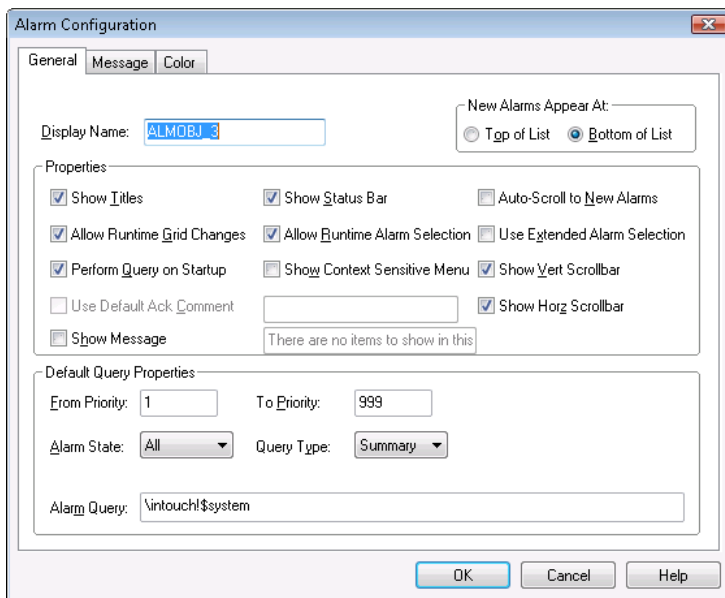 Alarm Configuration
General Message Color
New Alarms Appear At:
Display Name: ALMOBJ_3 Top of List Bottom of List
Properties
Show Titles Show Status Bar Auto-Scroll to New Alarms
Allow Runtime Grid Changes Allow Runtime Alarm Selection Use Extended Alarm Selection
Perform Query on Startup Show Context Sensitive Menu Show Vert Scrollbar
Use Default Ack Comment Show Horz Scrollbar
Show Message There are no items to show in this
Default Query Properties
From Priority: 1 To Priority: 999
Alarm State: All Query Type: Summary
Alarm Query: \intouch!$system
OK Cancel Help